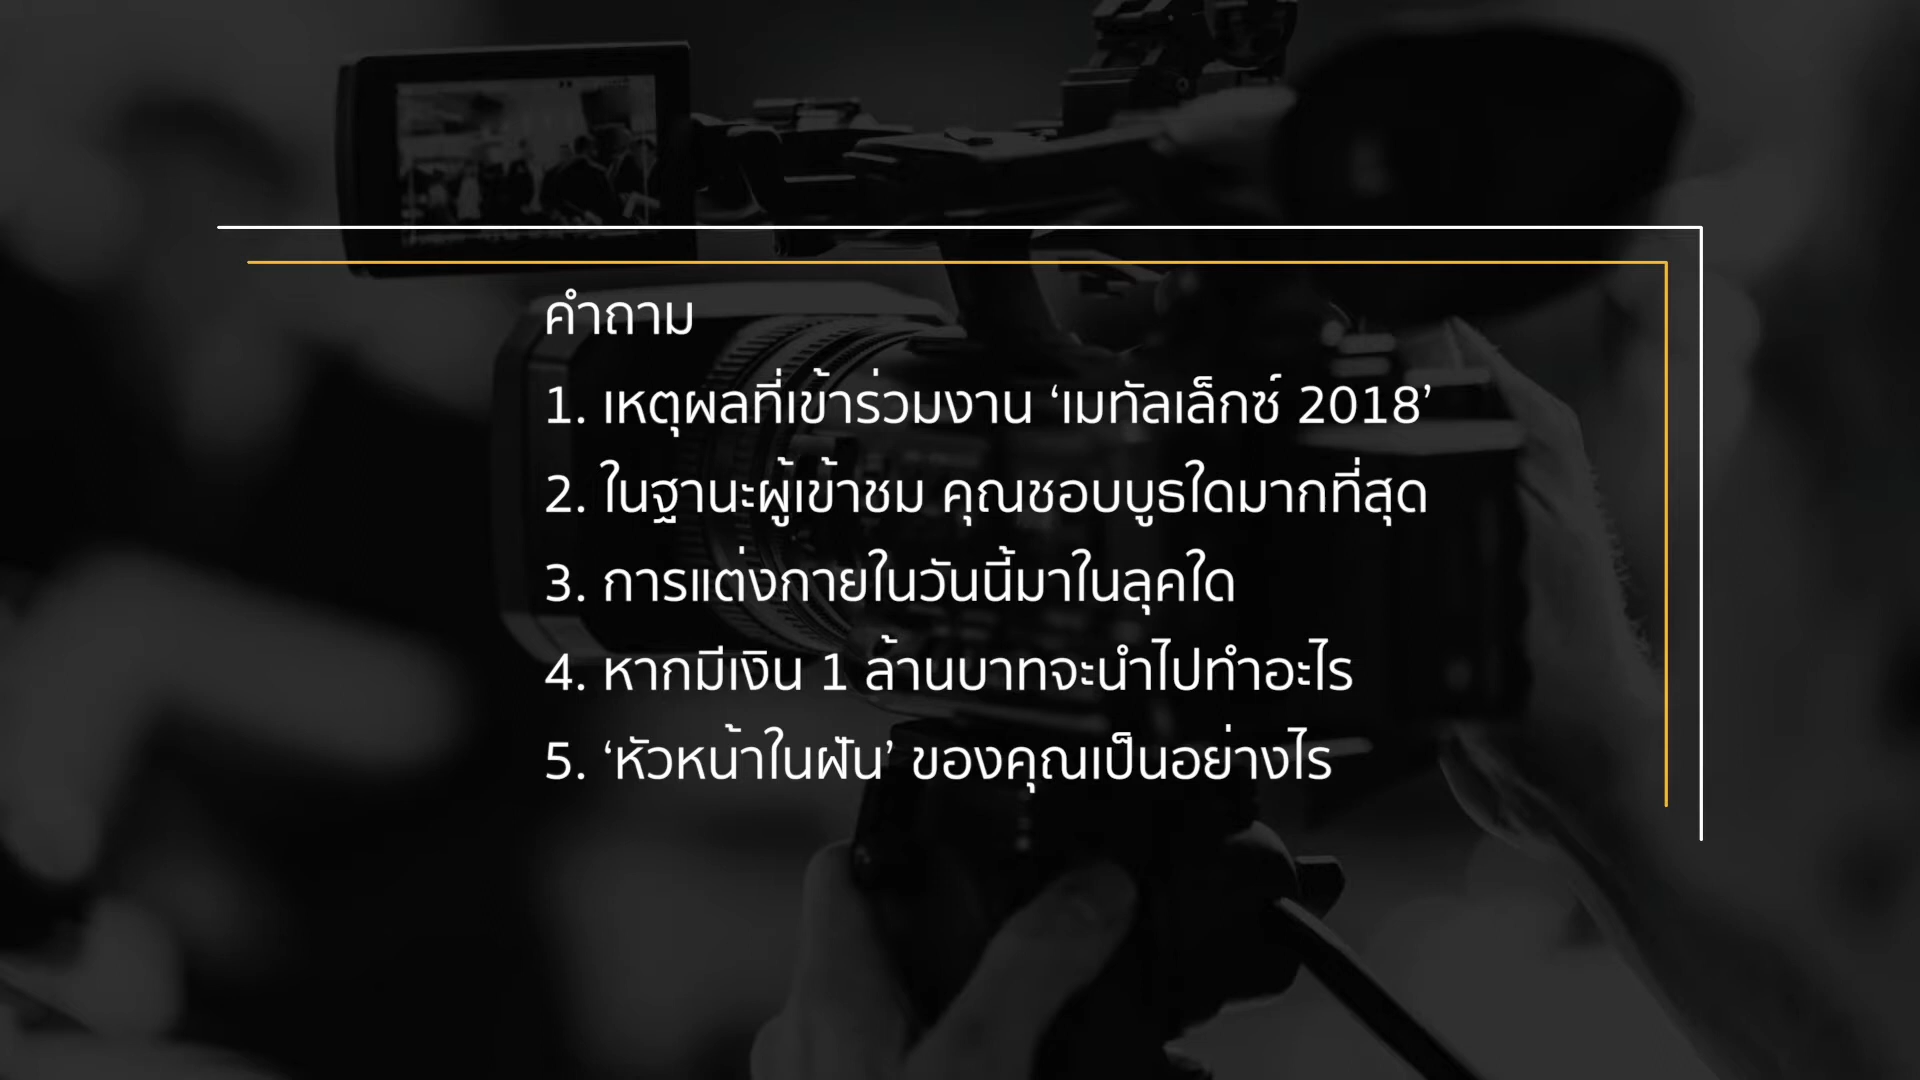 คำถาม
1. เหตุผลที่เข้าร่วมงาน ‘เมทัลเล็กซ์ 2018’
2. ในฐานะผู้เข้าชม คุณชอบบูธใดมากที่สุด
3. การแต่งกายในวันนี้มาในลุคใด
4. หากมีเงิน 1 ล้านบาทจะนำไปทำอะไร
5. ‘หัวหน้าในฝัน’ ของคุณเป็นอย่างไร